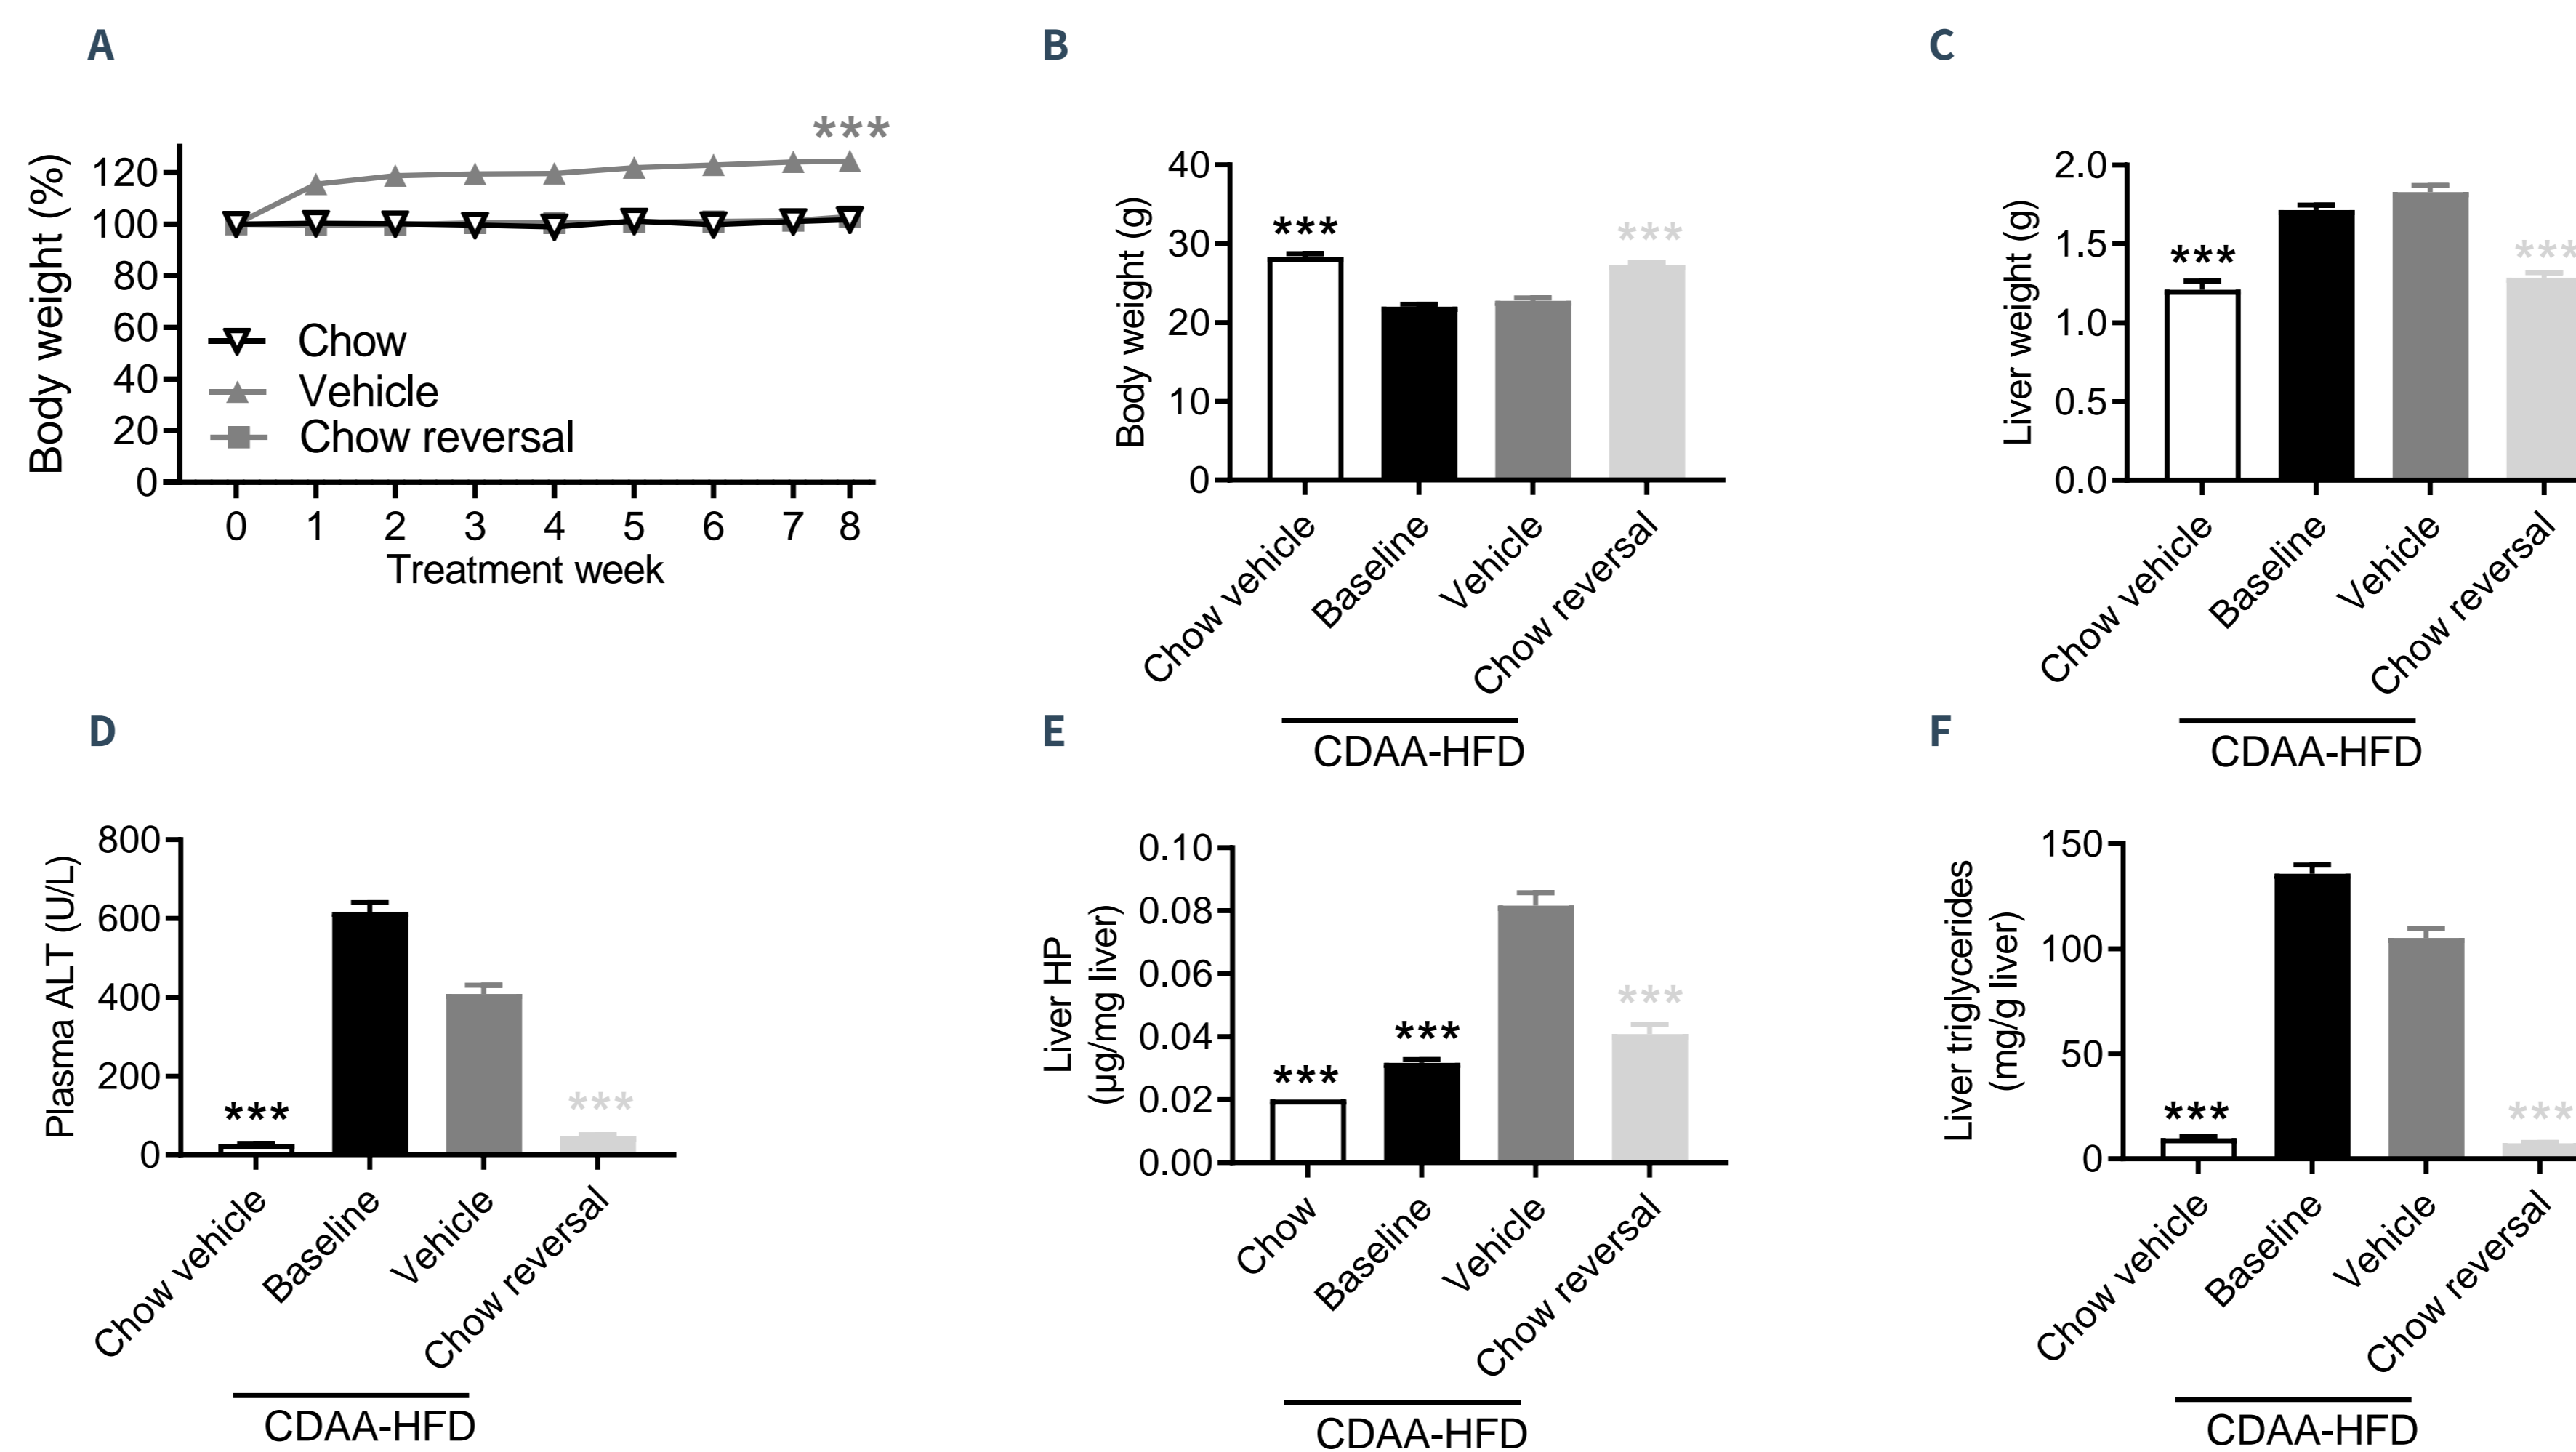 A
***
Body weight (%)
120
100
80
60
40
20
0
Chow
Vehicle
Chow reversal
0 1 2 3 4 5 6 7 8
Treatment week
B
Body weight (g)
40
30
20
10
0
***
***
Chow vehicle
Baseline
Vehicle
Chow reversal
CDAA-HFD
C
Liver weight (g)
2.0
1.5
1.0
0.5
0.0
***
***
Chow vehicle
Baseline
Vehicle
Chow reversal
CDAA-HFD
D
Plasma ALT (U/L)
800
600
400
200
0
***
***
Chow vehicle
Baseline
Vehicle
Chow reversal
CDAA-HFD
E
Liver HP
(µg/mg liver)
0.10
0.08
0.06
0.04
0.02
0.00
***
***
***
Chow
Baseline
Vehicle
Chow reversal
CDAA-HFD
F
Liver triglycerides
(mg/g liver)
150
100
50
0
***
***
Chow vehicle
Baseline
Vehicle
Chow reversal
CDAA-HFD